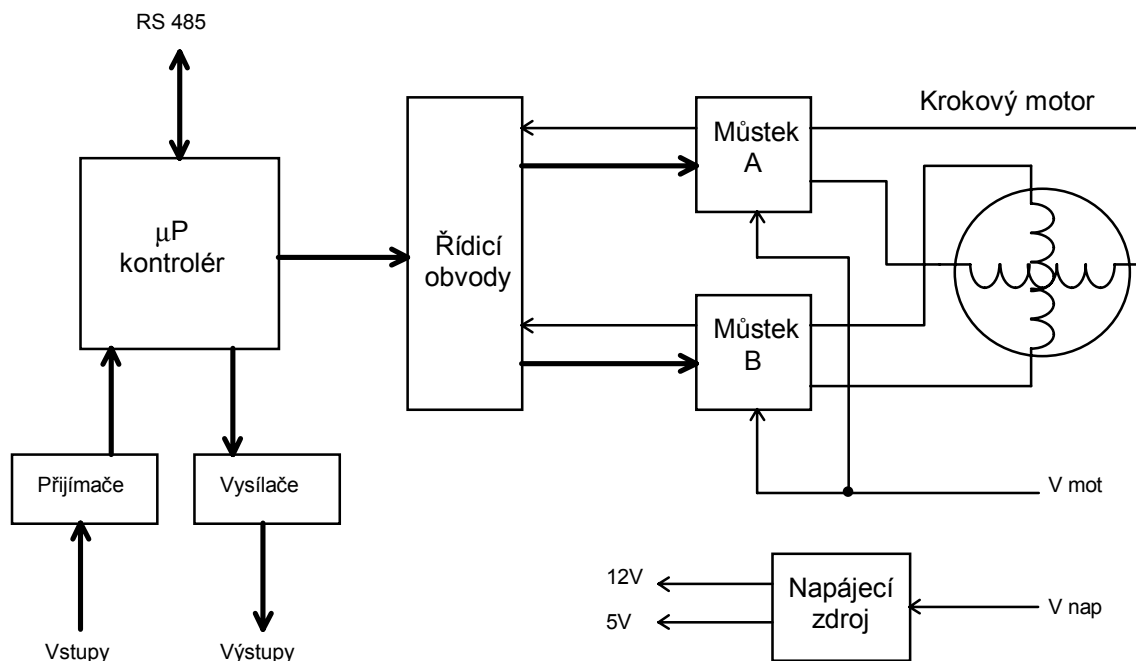 RS 485
Krokový motor
Můstek
A
μP
kontrolér
Řídicí
obvody
Můstek
B
Přijímače
Vysílače
V mot
12V
5V
Napájecí
zdroj
V nap
Vstupy
Výstupy